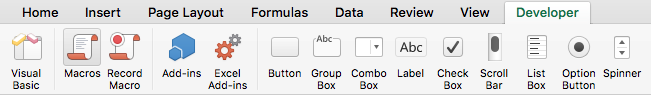 Home Insert Page Layout Formulas Data Review View Developer
Abc Abc
Visual Basic
Macros
Record Macro
Add-ins
Excel Add-ins
Button
Group Box
Combo Box
Label
Check Box
Scroll Bar
List Box
Option Button
Spinner